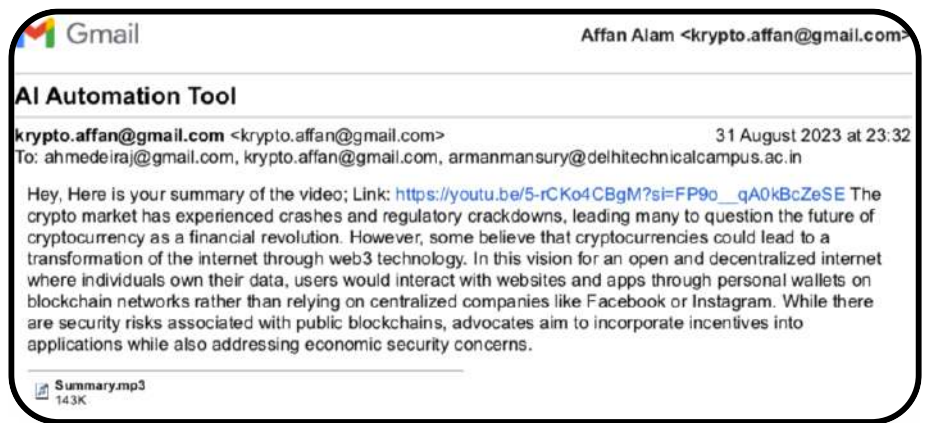 Gmail
Affan Alam <krypto.affan@gmail.com>
AI Automation Tool
krypto.affan@gmail.com <krypto.affan@gmail.com>
31 August 2023 at 23:32
To: ahmedeiraj@gmail.com, krypto.affan@gmail.com, armanmansury@delhitechnicalcampus.ac.in
Hey, Here is your summary of the video; Link: https://youtu.be/5-rCKo4CBgM?si=FP9o__qA0kBcZeSE The
crypto market has experienced crashes and regulatory crackdowns, leading many to question the future of
cryptocurrency as a financial revolution. However, some believe that cryptocurrencies could lead to a
transformation of the internet through web3 technology. In this vision for an open and decentralized internet
where individuals own their data, users would interact with websites and apps through personal wallets on
blockchain networks rather than relying on centralized companies like Facebook or Instagram. While there
are security risks associated with public blockchains, advocates aim to incorporate incentives into
applications while also addressing economic security concerns.
Summary.mp3
143K